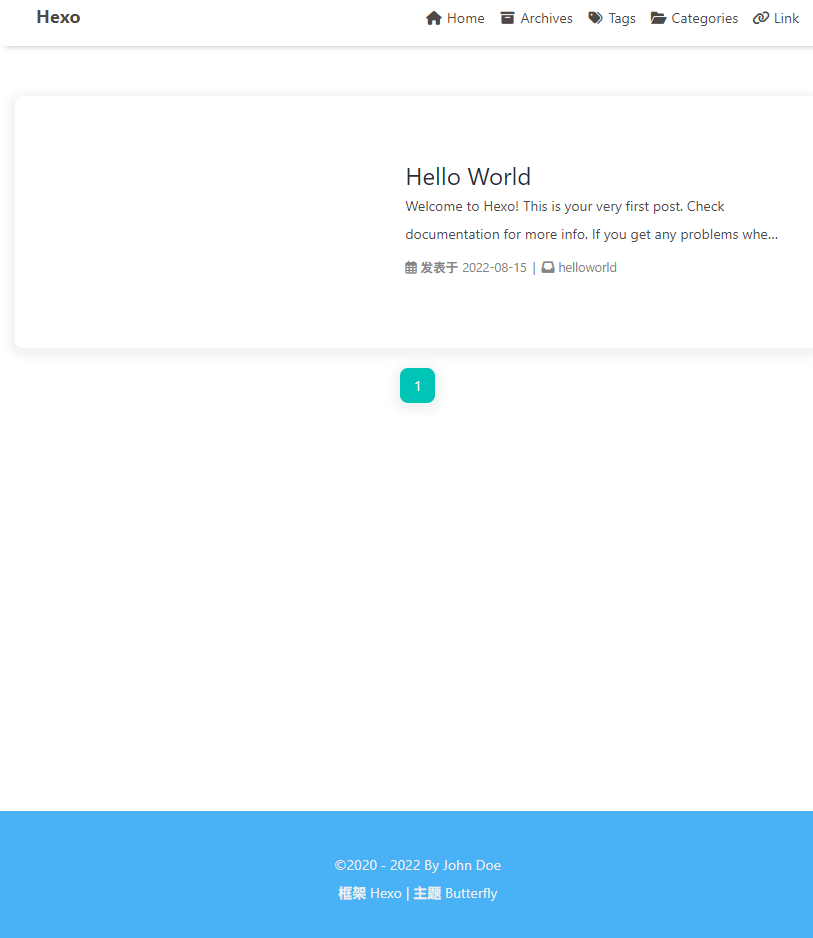 Hexo
Home Archives Tags Categories Link
Hello World
Welcome to Hexo! This is your very first post. Check
documentation for more info. If you get any problems whe...
发表于 2022-08-15 | helloworld
1
©2020 - 2022 By John Doe
框架 Hexo | 主题 Butterfly